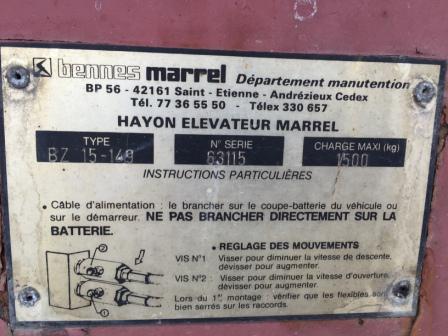 bennes marrel Département manutention
BP 56 - 42161 Saint - Etienne - Andrézieux Cedex
Tél. 77 36 55 50 - Télex 330 657
HAYON ELEVATEUR MARREL
TYPE N° SERIE CHARGE MAXI (kg)
BZ 15-149 63115 1500
INSTRUCTIONS PARTICULIÈRES
• Câble d'alimentation : le brancher sur le coupe-batterie du véhicule ou
sur le démarreur. NE PAS BRANCHER DIRECTEMENT SUR LA
BATTERIE.
• REGLAGE DES MOUVEMENTS
VIS N°1 : Visser pour diminuer la vitesse de descente,
dévisser pour augmenter.
VIS N°2 : Visser pour diminuer la vitesse d'ouverture,
dévisser pour augmenter.
Lors du 1er montage : vérifier que les flexibles sont
bien serrés sur les raccords.
2
1